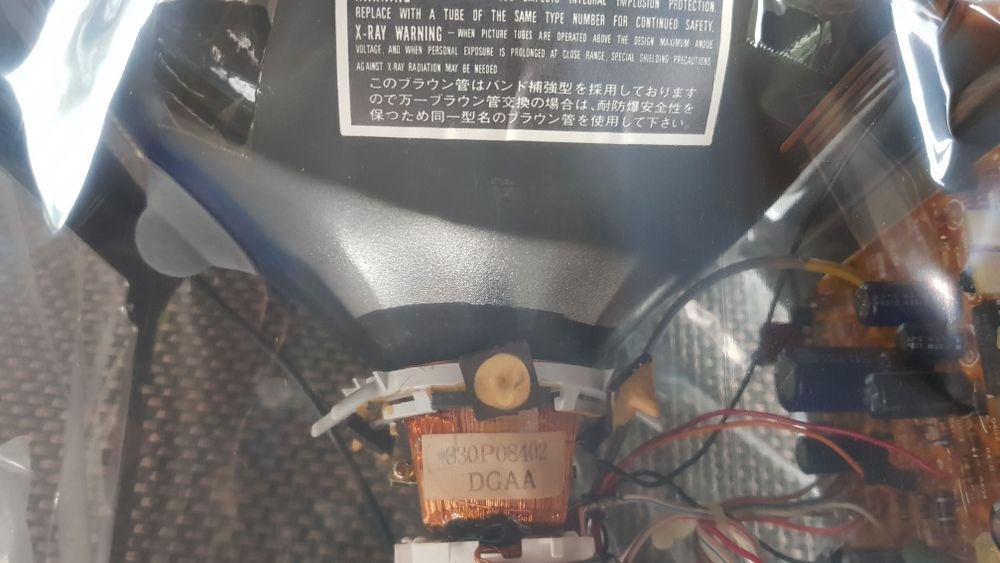 INTEGRAL IMPLOSION PROTECTION.
REPLACE WITH A TUBE OF THE SAME TYPE NUMBER FOR CONTINUED SAFETY.
X-RAY WARNING – WHEN PICTURE TUBES ARE OPERATED ABOVE THE DESIGN MAXIMUM ANODE
VOLTAGE, AND WHEN PERSONAL EXPOSURE IS PROLONGED AT CLOSE RANGE, SPECIAL SHIELDING PRECAUTIONS
AGAINST X-RAY RADIATION MAY BE NEEDED
このブラウン管はバンド補強型を採用しております
ので万一ブラウン管交換の場合は、耐防爆安全性を
保つため同一型名のブラウン管を使用して下さい。
330P08402
DGAA